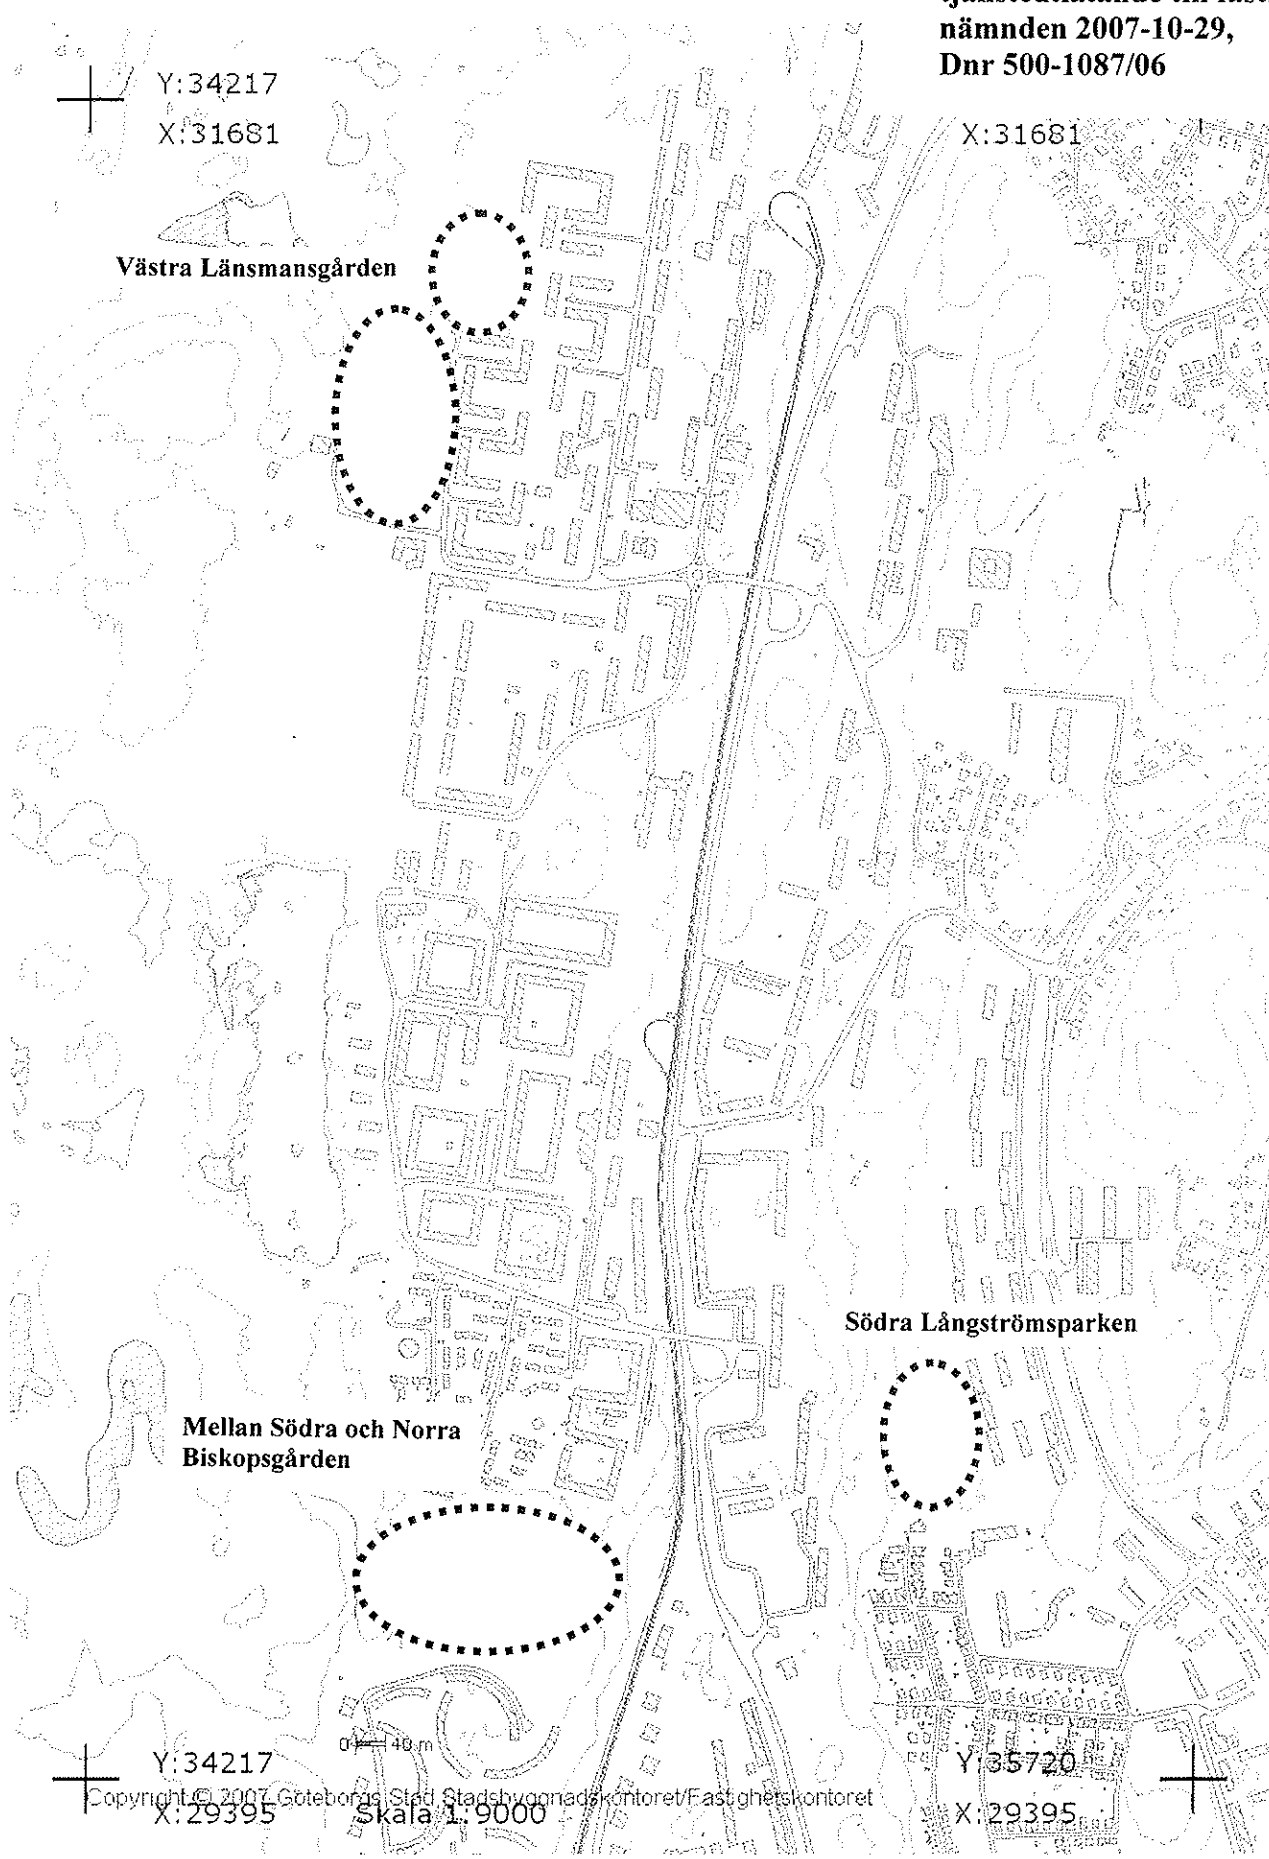 nämnden 2007-10-29,
Dnr 500-1087/06
Y:34217
X:31681
X:31681
Västra Länsmansgården
Södra Långströmsparken
Mellan Södra och Norra
Biskopsgården
0 40 m
Y:34217
Y:35720
Copyright © 2007 Göteborgs Stad Stadsbyggnadskontoret/Fastighetskontoret
X:29395
Skala 1:9000
X:29395